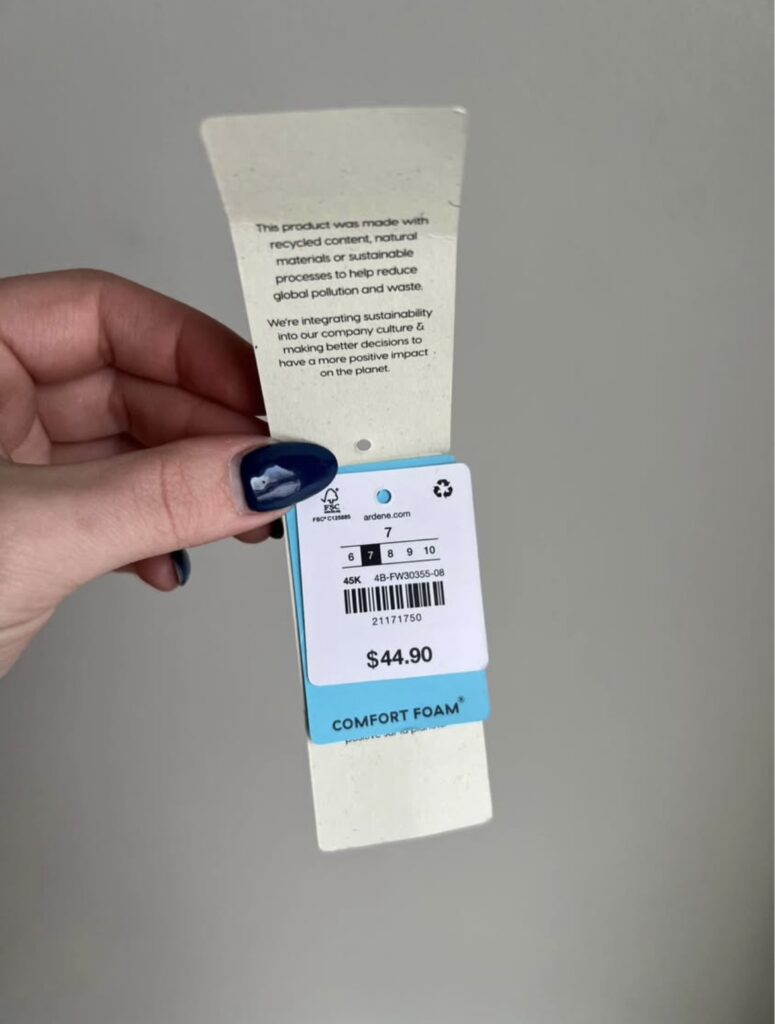 This product was made with
recycled content, natural
materials or sustainable
processes to help reduce
global pollution and waste.
We're integrating sustainability
into our company culture &
making better decisions to
have a more positive impact
on the planet.
FSC
FSC® C125885
ardene.com
7
6 7 8 9 10
45K 4B-FW30355-08
21171750
$44.90
COMFORT FOAM®